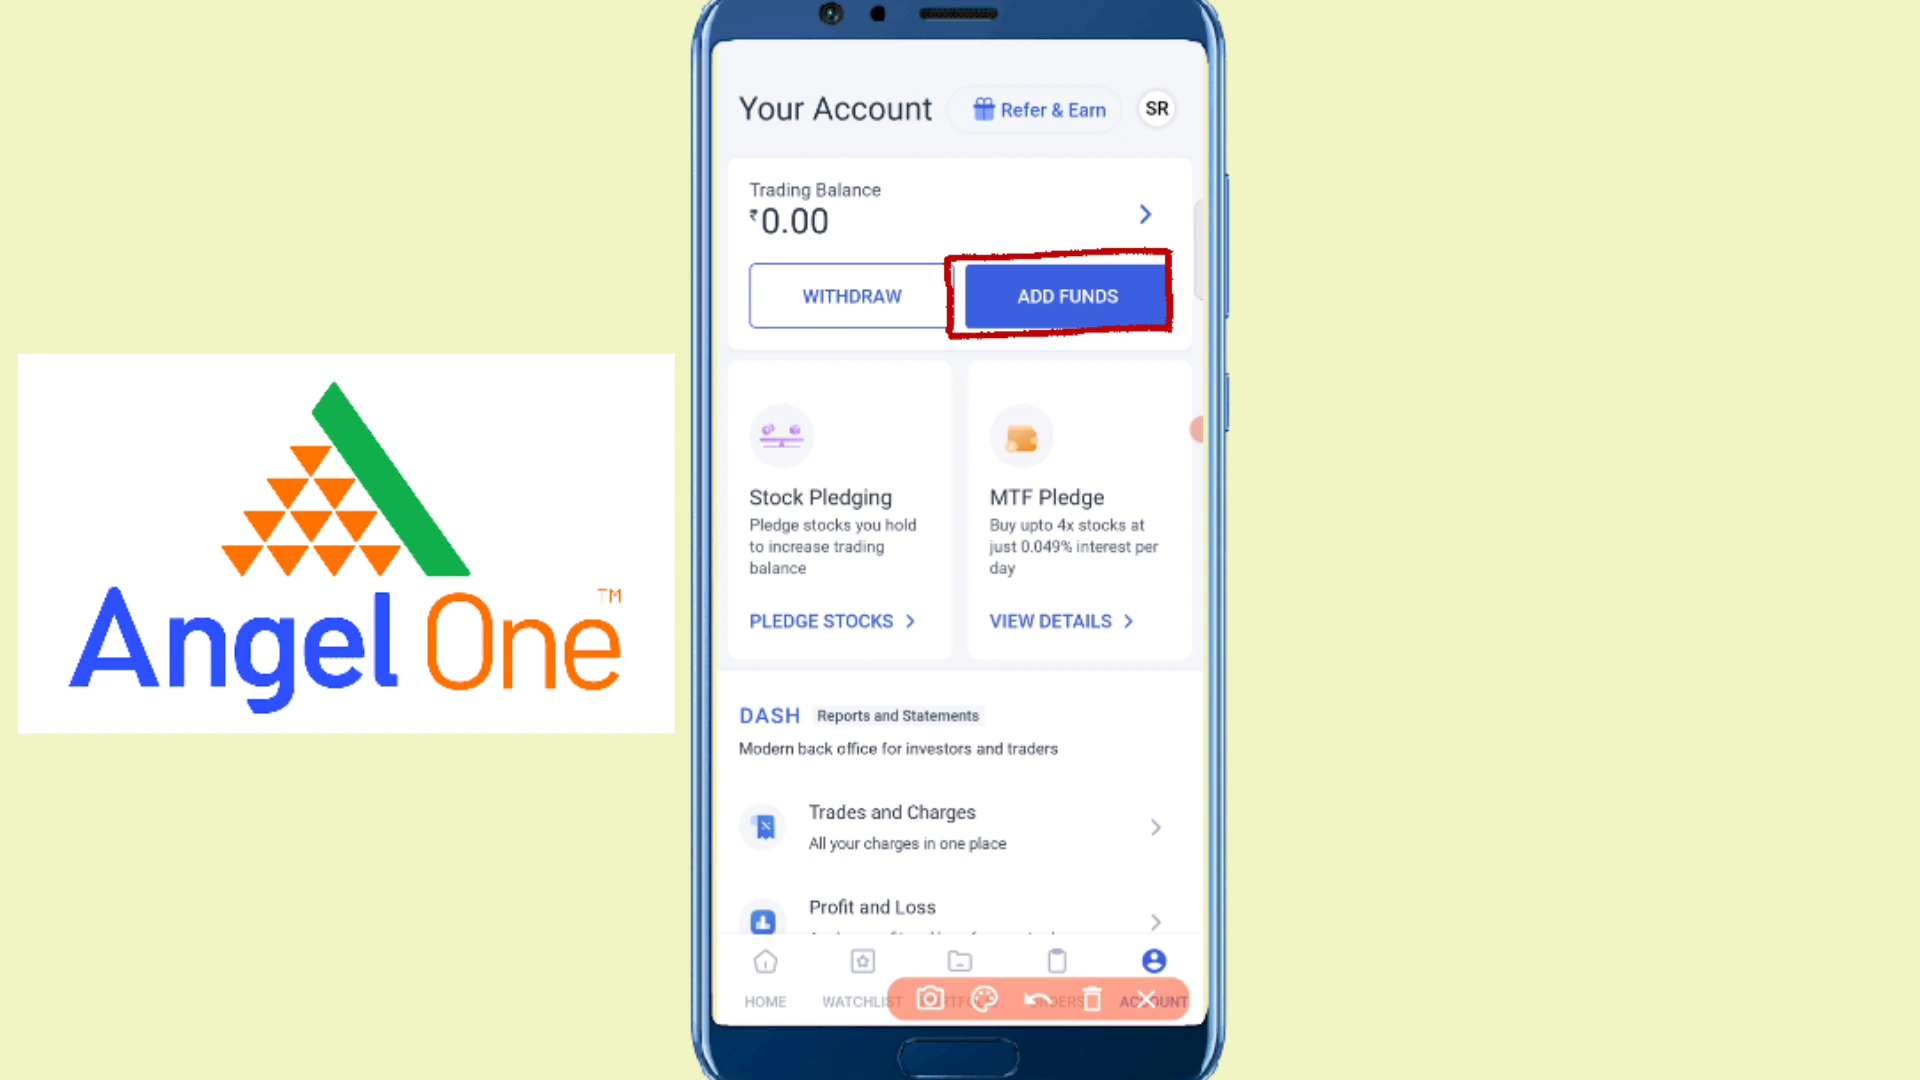 Your Account
Refer & Earn
SR
Trading Balance
₹0.00
WITHDRAW
ADD FUNDS
Stock Pledging
Pledge stocks you hold
to increase trading
balance
PLEDGE STOCKS
MTF Pledge
Buy upto 4x stocks at
just 0.049% interest per
day
VIEW DETAILS
Angel One TM
DASH Reports and Statements
Modern back office for investors and traders
Trades and Charges
All your charges in one place
Profit and Loss
HOME
WATCHLIST
ORDERS
ACCOUNT